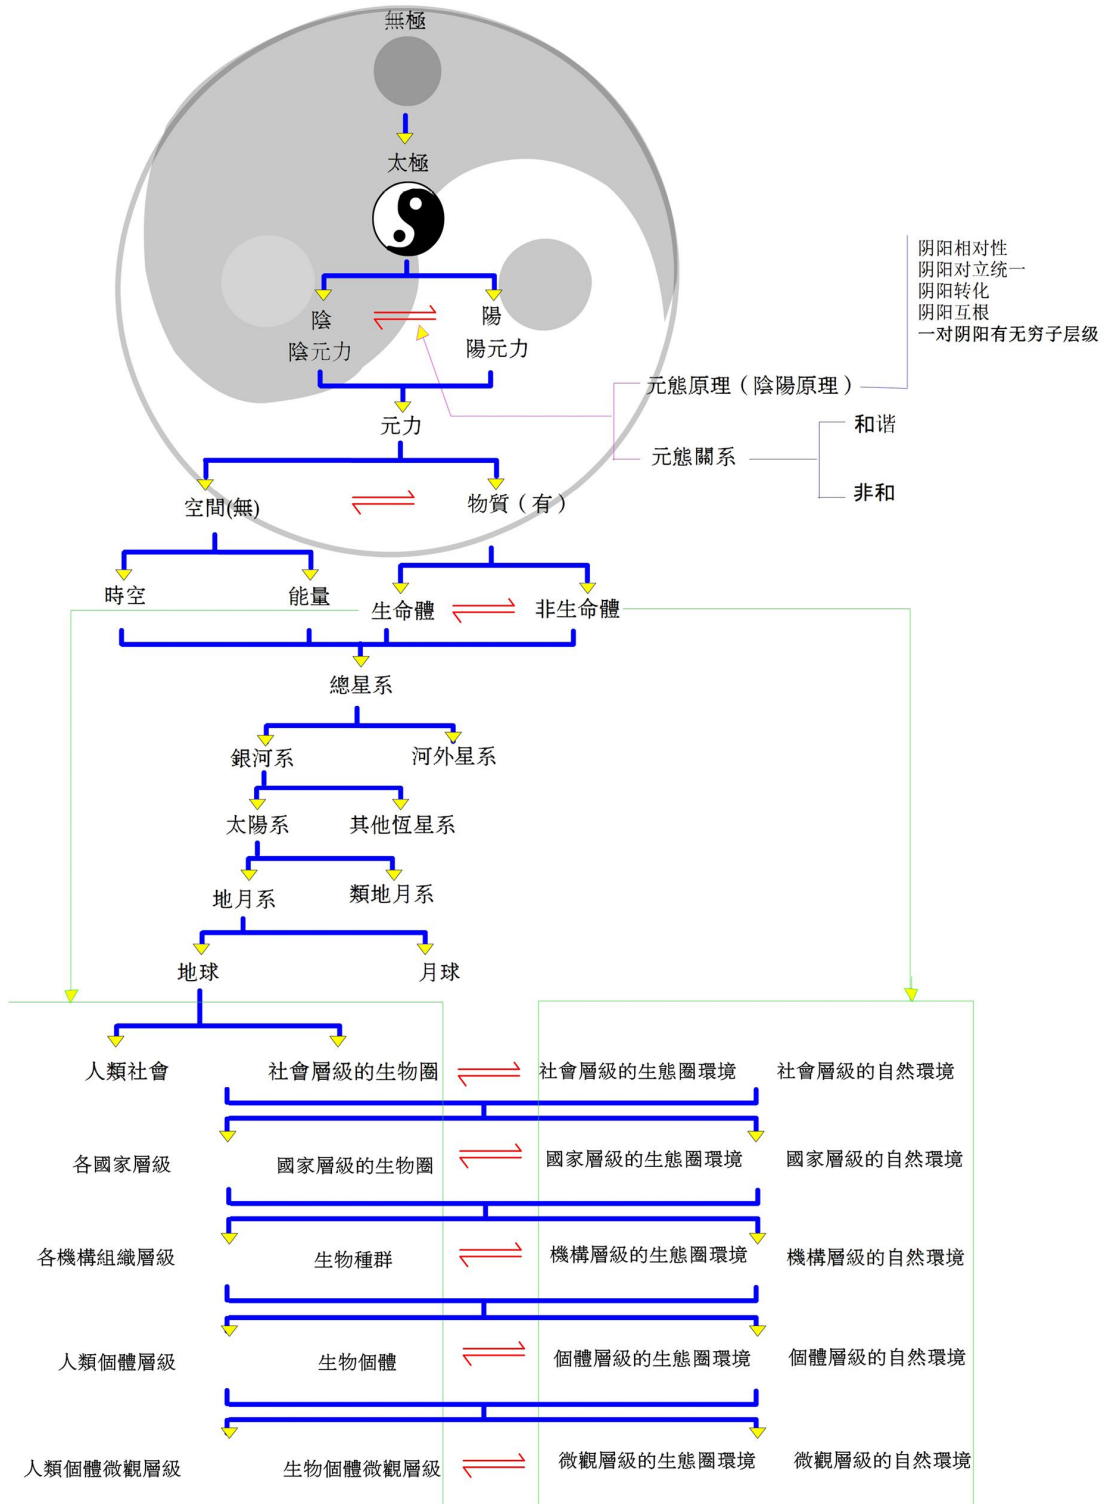 無極
太極
陰
陽
陰元力
陽元力
阴阳相对性
阴阳对立统一
阴阳转化
阴阳互根
一对阴阳有无穷子层级
元態原理（陰陽原理）
元力
和谐
元態關系
非和
空間(無)
物質（有）
時空
能量
生命體
非生命體
總星系
銀河系
河外星系
太陽系
其他恆星系
地月系
類地月系
地球
月球
人類社會
社會層級的生物圈
社會層級的生態圈環境
社會層級的自然環境
各國家層級
國家層級的生物圈
國家層級的生態圈環境
國家層級的自然環境
各機構組織層級
生物種群
機構層級的生態圈環境
機構層級的自然環境
人類個體層級
生物個體
個體層級的生態圈環境
個體層級的自然環境
人類個體微觀層級
生物個體微觀層級
微觀層級的生態圈環境
微觀層級的自然環境